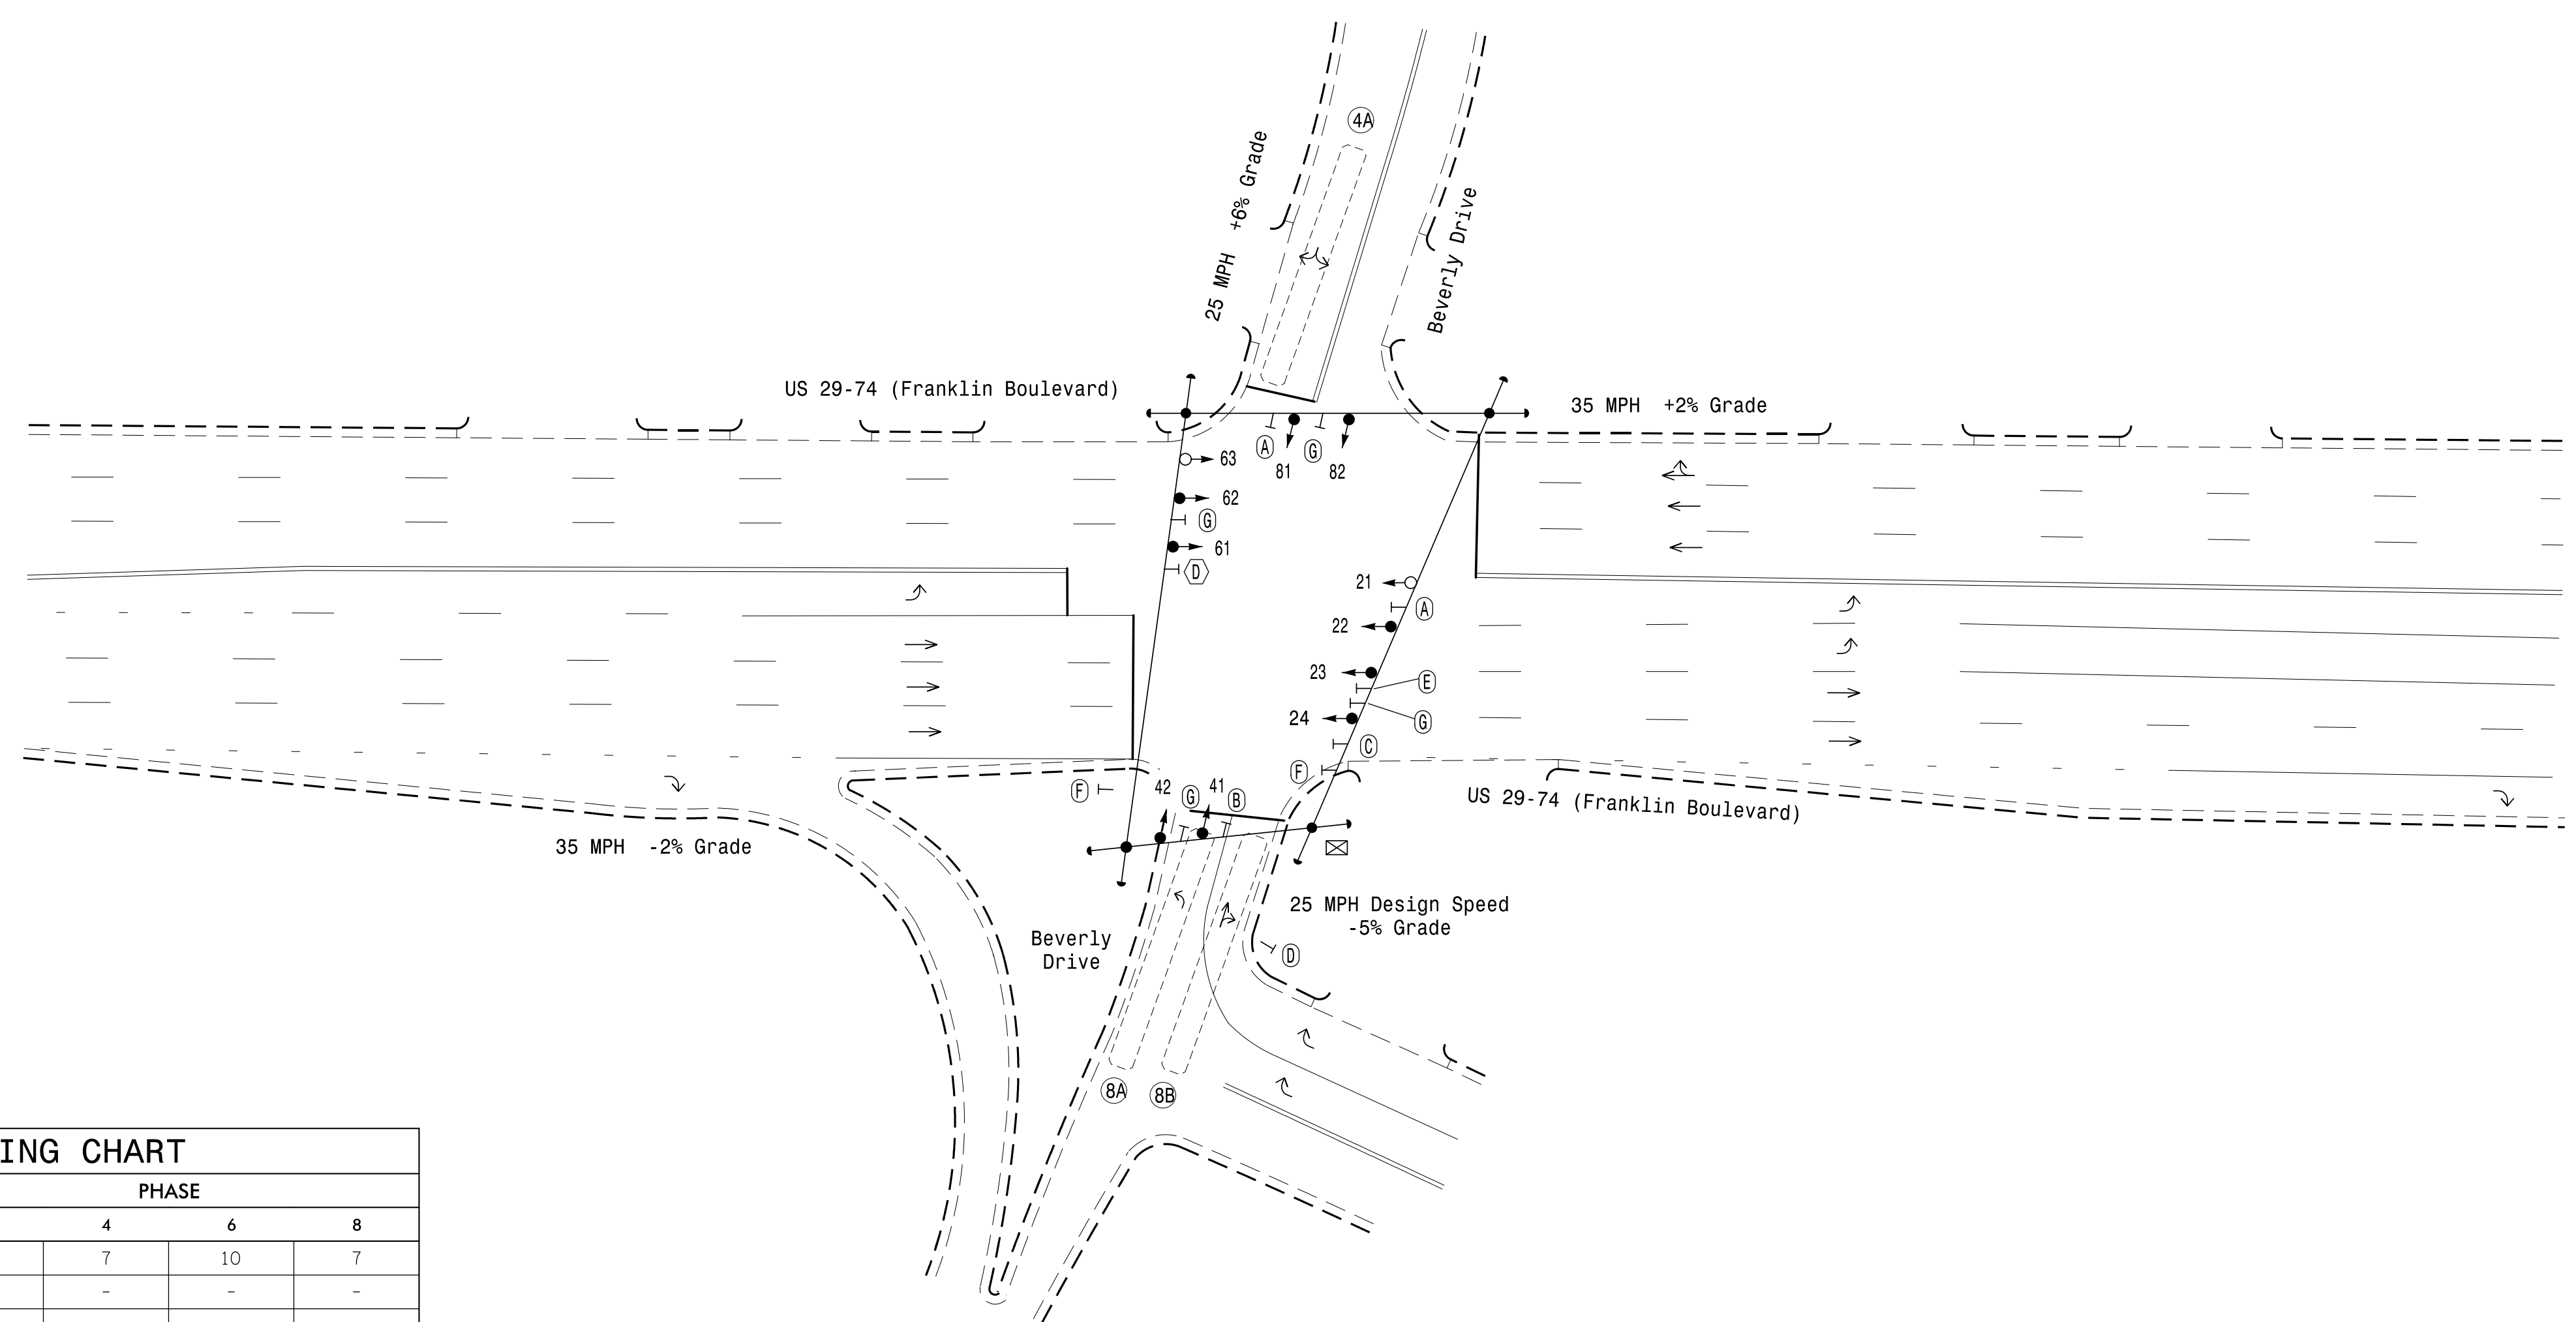 4A
25 MPH +6% Grade
Beverly Drive
US 29-74 (Franklin Boulevard)
35 MPH +2% Grade
63
A
G
81
82
62
G
61
D
21
A
22
23
E
24
G
C
F
F
42
G
41
B
US 29-74 (Franklin Boulevard)
35 MPH -2% Grade
25 MPH Design Speed
-5% Grade
Beverly
Drive
D
8A
8B
ING CHART
PHASE
4 6 8
7 10 7
- - -